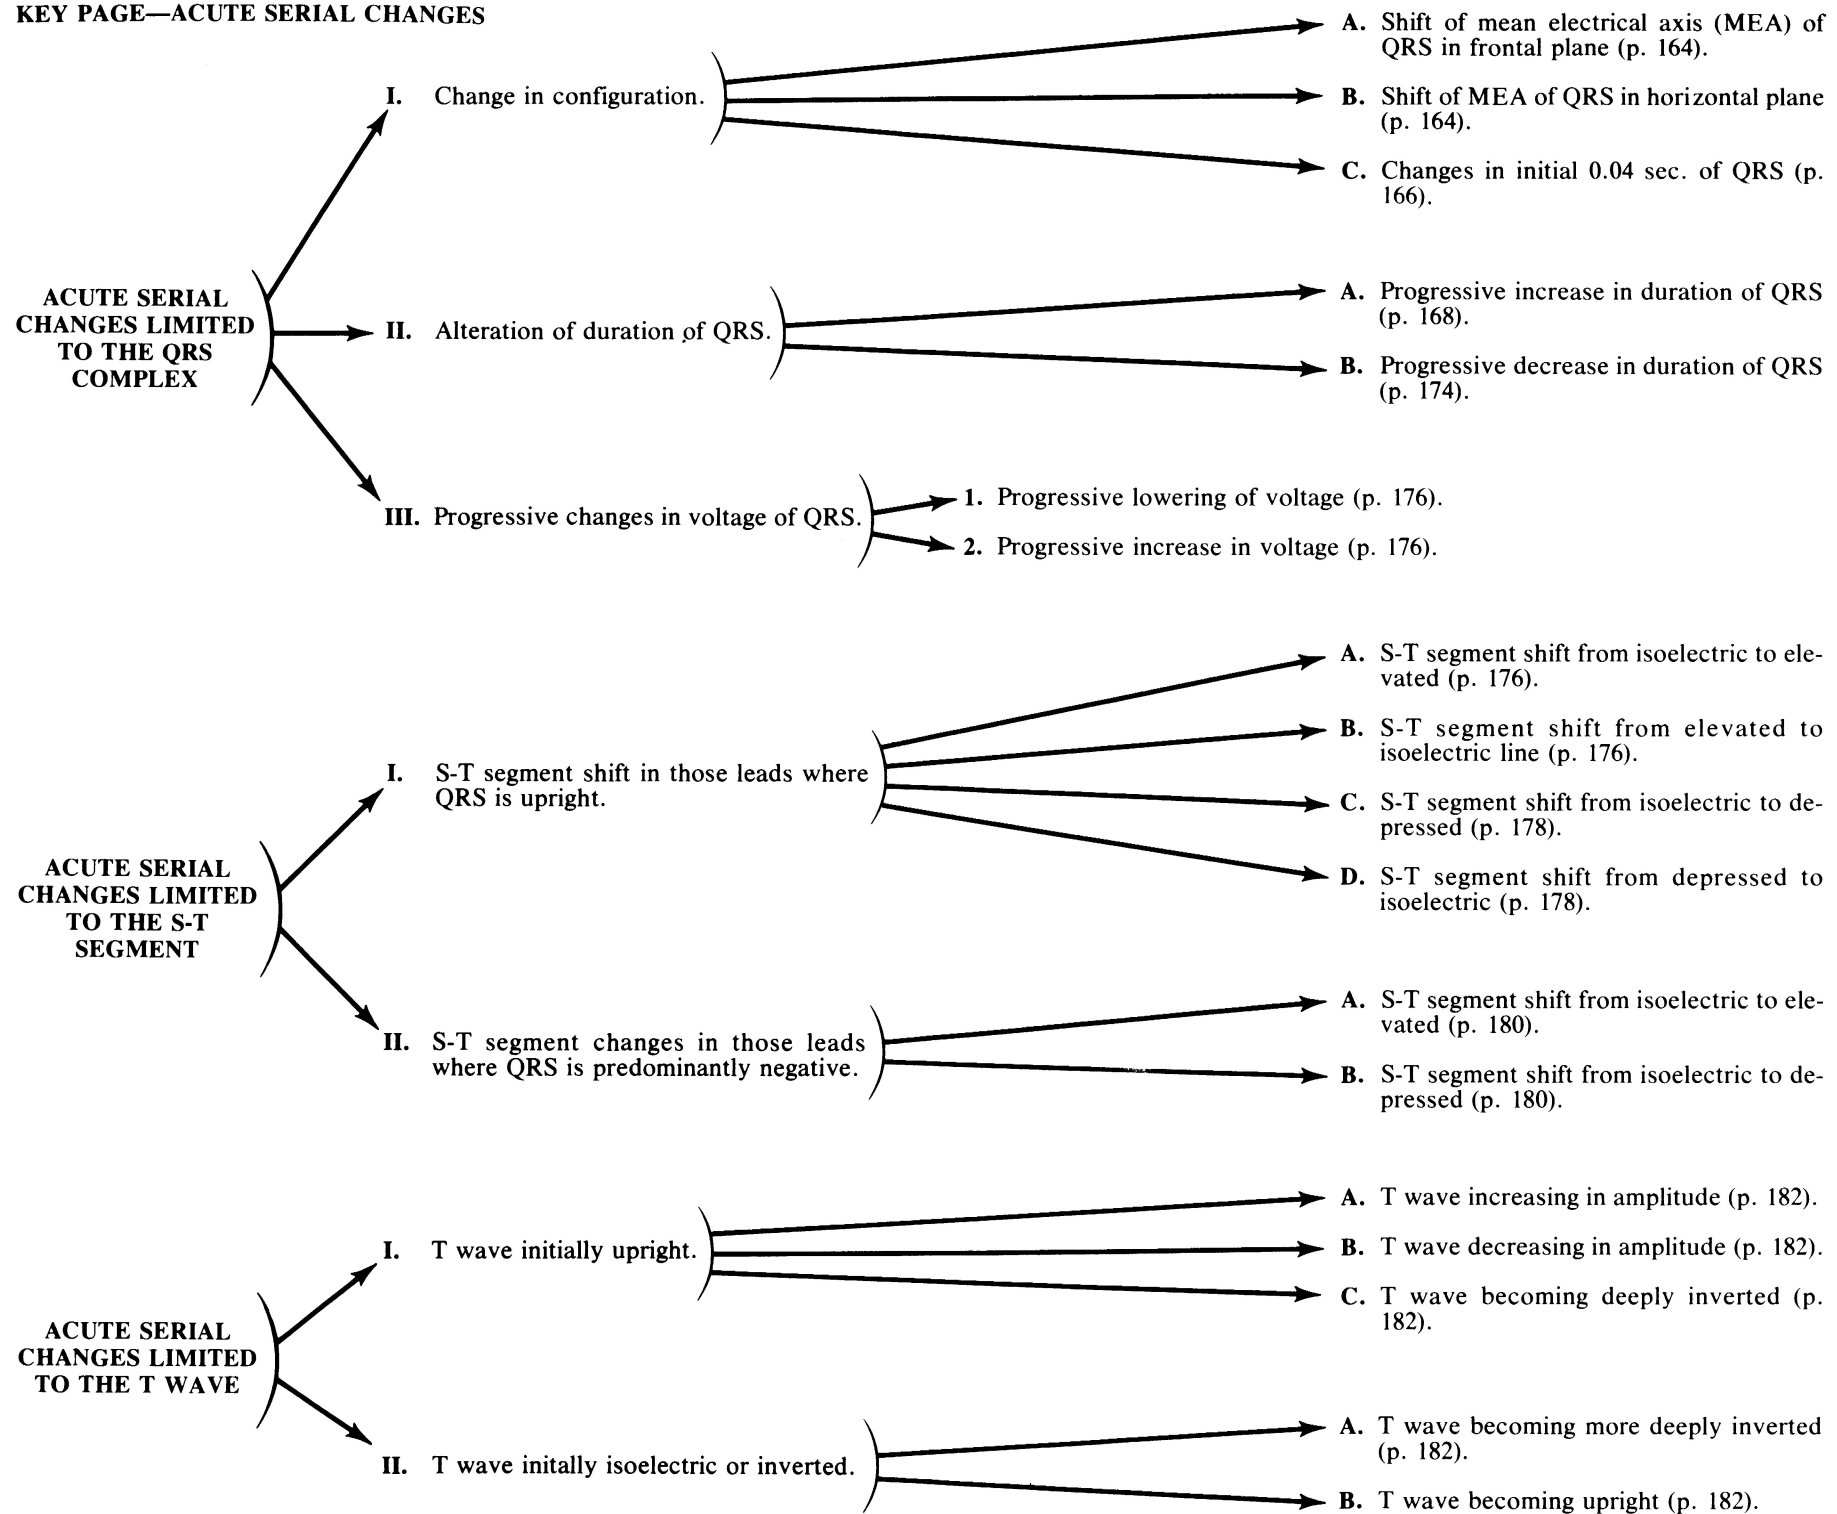 KEY PAGE—ACUTE SERIAL CHANGES
ACUTE SERIAL
CHANGES LIMITED
TO THE QRS
COMPLEX
I. Change in configuration.
A. Shift of mean electrical axis (MEA) of
QRS in frontal plane (p. 164).
B. Shift of MEA of QRS in horizontal plane
(p. 164).
C. Changes in initial 0.04 sec. of QRS (p.
166).
II. Alteration of duration of QRS.
A. Progressive increase in duration of QRS
(p. 168).
B. Progressive decrease in duration of QRS
(p. 174).
III. Progressive changes in voltage of QRS.
1. Progressive lowering of voltage (p. 176).
2. Progressive increase in voltage (p. 176).
ACUTE SERIAL
CHANGES LIMITED
TO THE S-T
SEGMENT
I. S-T segment shift in those leads where
QRS is upright.
A. S-T segment shift from isoelectric to ele-
vated (p. 176).
B. S-T segment shift from elevated to
isoelectric line (p. 176).
C. S-T segment shift from isoelectric to de-
pressed (p. 178).
D. S-T segment shift from depressed to
isoelectric (p. 178).
II. S-T segment changes in those leads
where QRS is predominantly negative.
A. S-T segment shift from isoelectric to ele-
vated (p. 180).
B. S-T segment shift from isoelectric to de-
pressed (p. 180).
ACUTE SERIAL
CHANGES LIMITED
TO THE T WAVE
I. T wave initially upright.
A. T wave increasing in amplitude (p. 182).
B. T wave decreasing in amplitude (p. 182).
C. T wave becoming deeply inverted (p.
182).
II. T wave initally isoelectric or inverted.
A. T wave becoming more deeply inverted
(p. 182).
B. T wave becoming upright (p. 182).